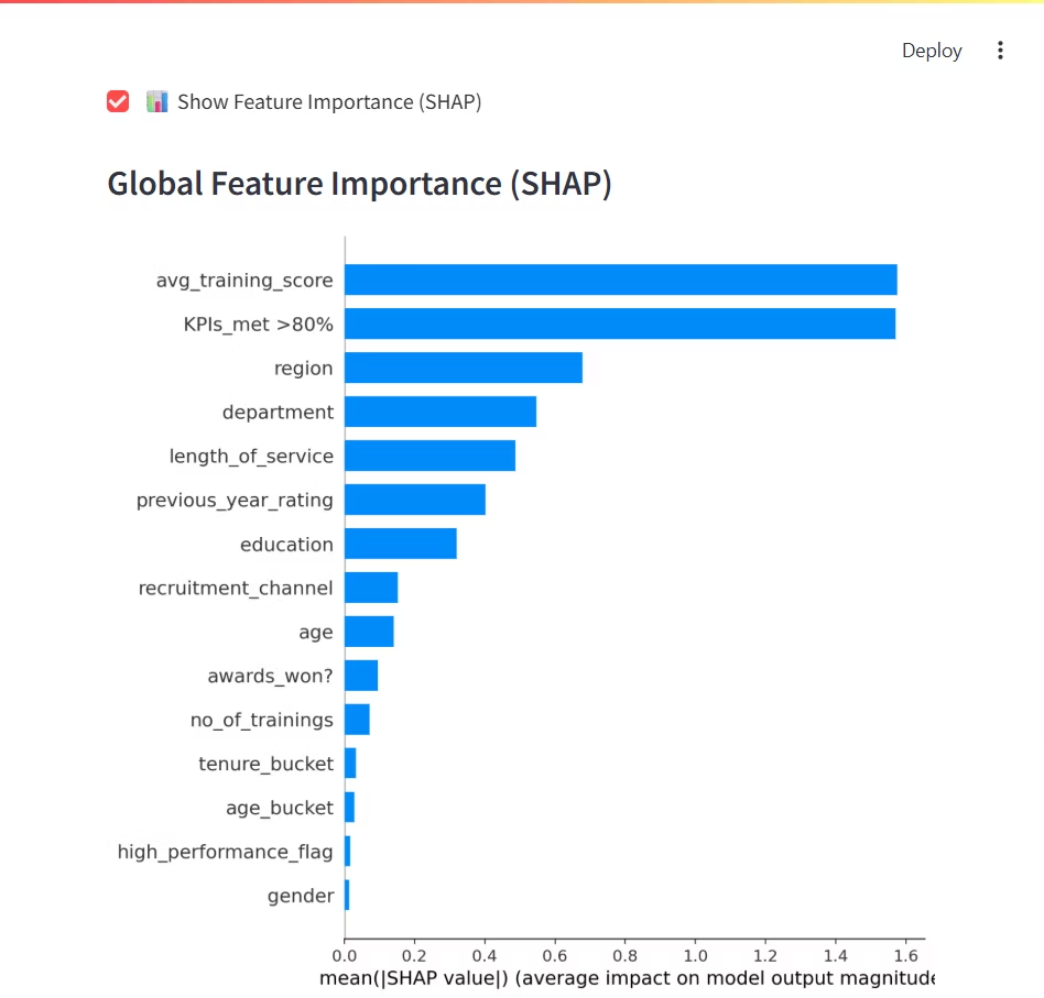 Deploy
Show Feature Importance (SHAP)
Global Feature Importance (SHAP)
avg_training_score
KPIs_met >80%
region
department
length_of_service
previous_year_rating
education
recruitment_channel
age
awards_won?
no_of_trainings
tenure_bucket
age_bucket
high_performance_flag
gender
0.0 0.2 0.4 0.6 0.8 1.0 1.2 1.4 1.6
mean(|SHAP value|) (average impact on model output magnitude